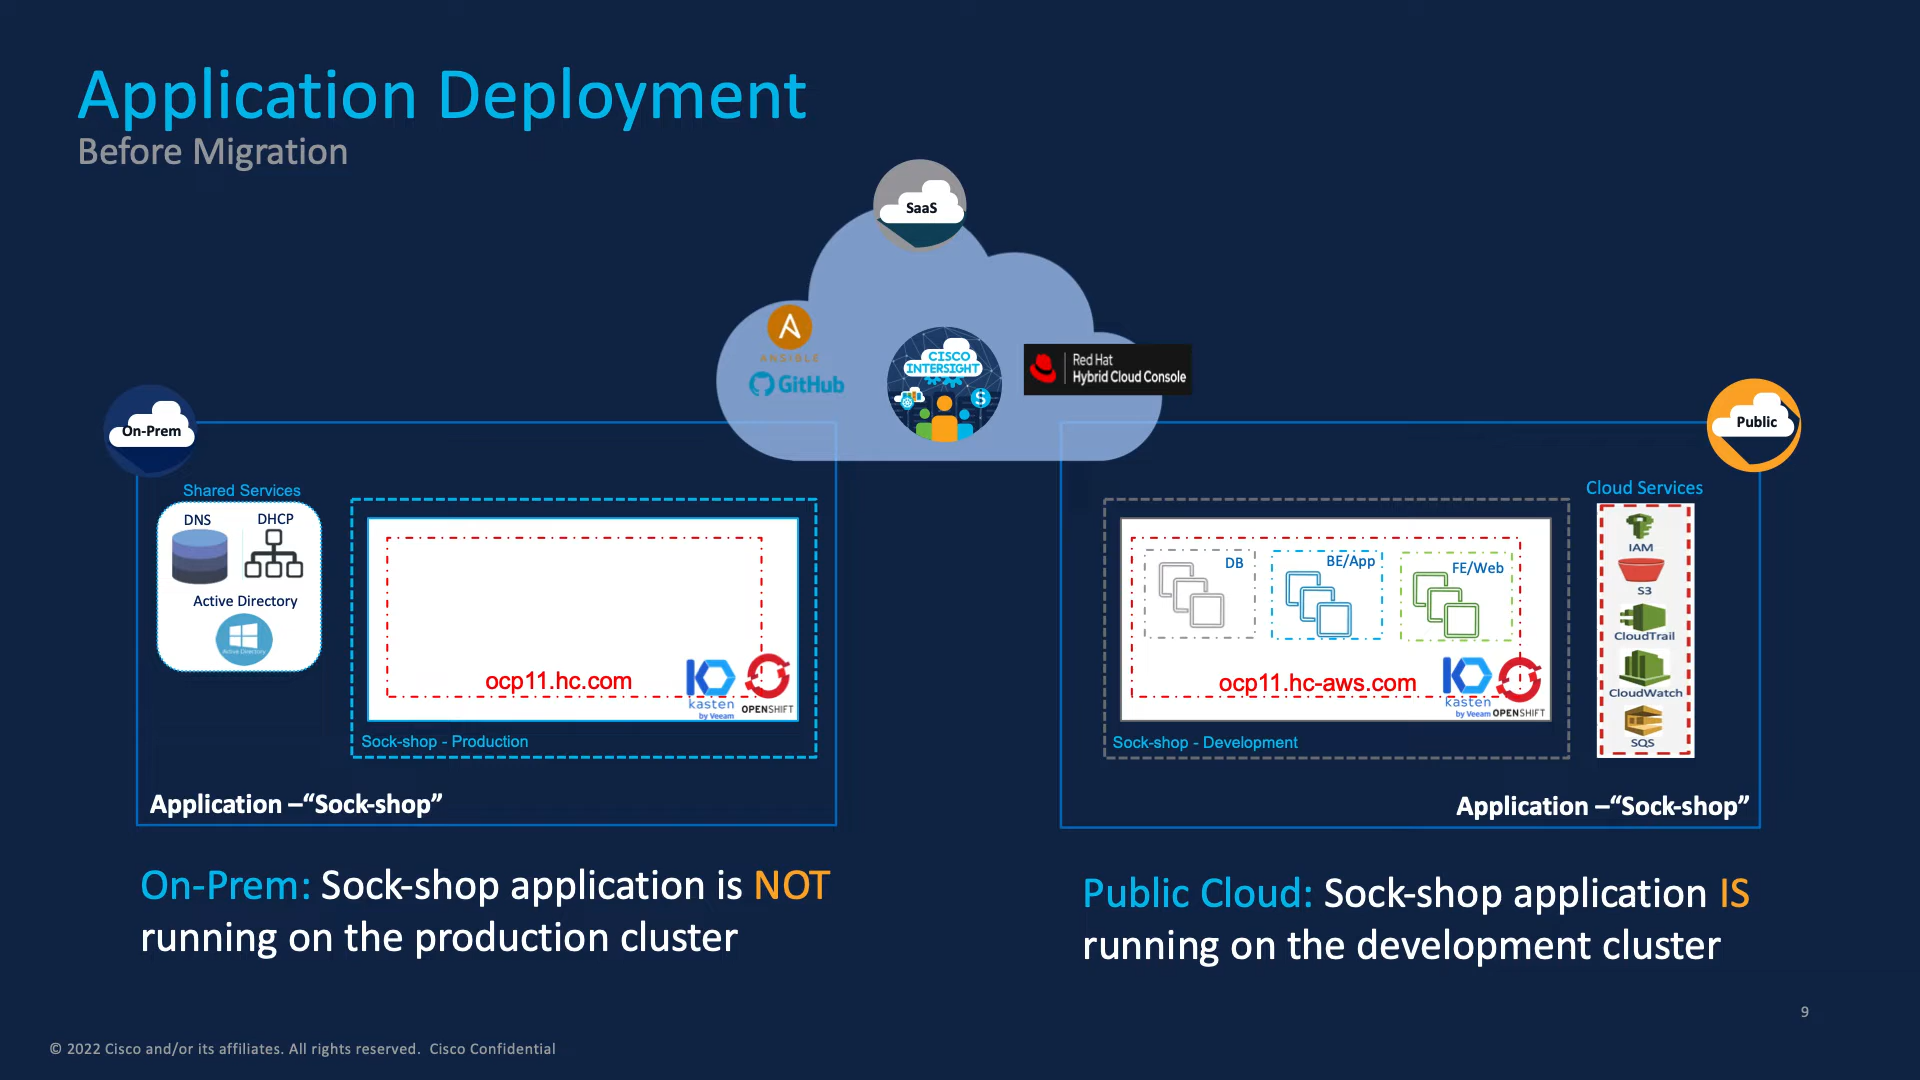 Application Deployment
Before Migration
SaaS
ANSIBLE
GitHub
CISCO
INTERSIGHT
$
Red Hat
Hybrid Cloud Console
On-Prem
Public
Shared Services
DNS
DHCP
Active Directory
Active Directory
ocp11.hc.com
kasten
by Veeam
OPENSHIFT
Sock-shop - Production
Application –“Sock-shop”
DB
BE/App
FE/Web
ocp11.hc-aws.com
kasten
by Veeam
OPENSHIFT
Sock-shop - Development
Cloud Services
IAM
S3
CloudTrail
CloudWatch
SQS
Application –“Sock-shop”
On-Prem: Sock-shop application is NOT
running on the production cluster
Public Cloud: Sock-shop application IS
running on the development cluster
9
© 2022 Cisco and/or its affiliates. All rights reserved. Cisco Confidential